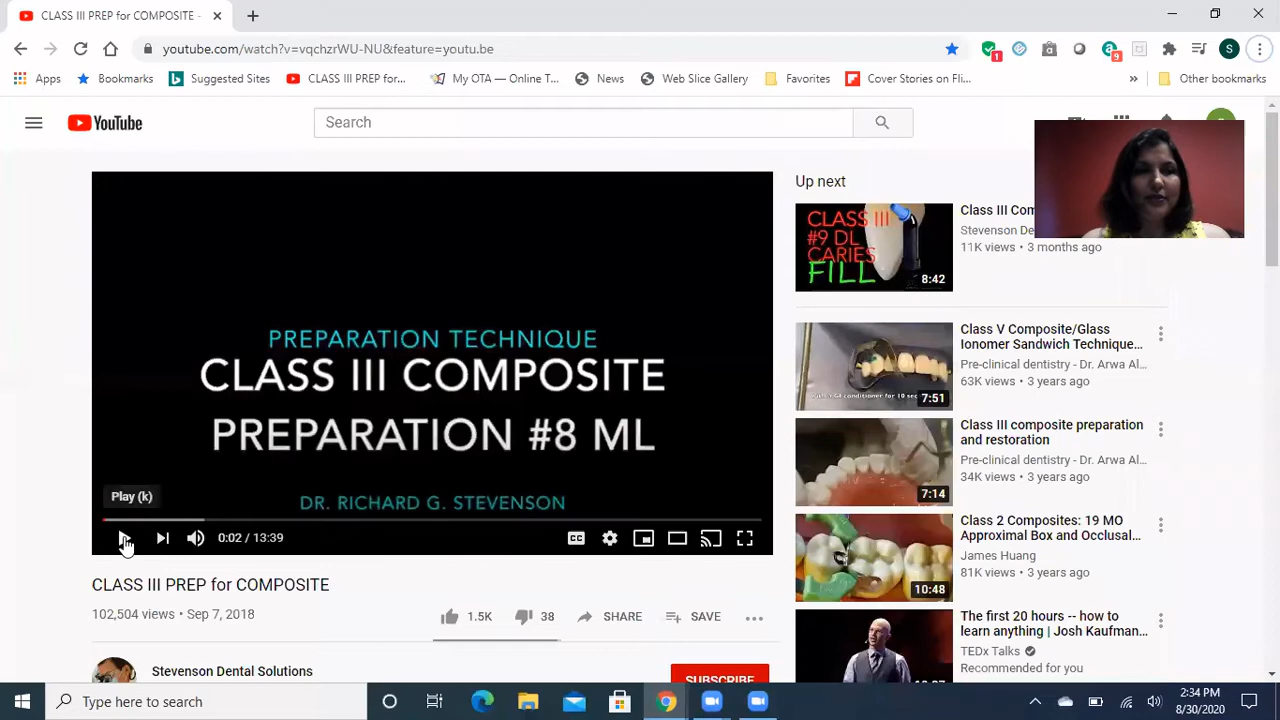 CLASS III PREP for COMPOSITE -
youtube.com/watch?v=vqchzrWU-NU&feature=youtu.be
1
9
S
Apps
Bookmarks
Suggested Sites
CLASS III PREP for...
My OTA — Online T...
News
Web Slice Gallery
Favorites
Cover Stories on Fli...
»
Other bookmarks
YouTube
Search
PREPARATION TECHNIQUE
CLASS III COMPOSITE
PREPARATION #8 ML
DR. RICHARD G. STEVENSON
Play (k)
0:02 / 13:39
CC
CLASS III PREP for COMPOSITE
102,504 views • Sep 7, 2018
1.5K
38
SHARE
SAVE
Stevenson Dental Solutions
SUBSCRIBE
Up next
CLASS III
#9 DL
CARIES
FILL
8:42
Class III Com
Stevenson De
11K views • 3 months ago
7:51
Class V Composite/Glass
Ionomer Sandwich Technique...
Pre-clinical dentistry - Dr. Arwa Al...
63K views • 3 years ago
7:14
Class III composite preparation
and restoration
Pre-clinical dentistry - Dr. Arwa Al...
34K views • 3 years ago
10:48
Class 2 Composites: 19 MO
Approximal Box and Occlusal...
James Huang
81K views • 3 years ago
The first 20 hours -- how to
learn anything | Josh Kaufman...
TEDx Talks
Recommended for you
Type here to search
2:34 PM
8/30/2020